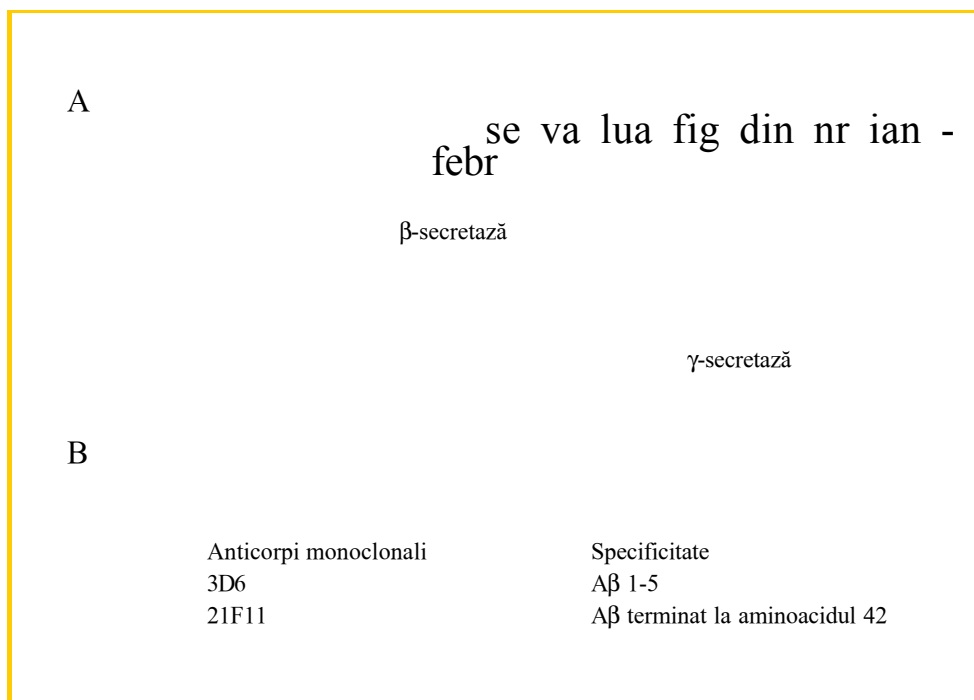 A
se va lua fig din nr ian -
febr
β-secretază
γ-secretază
B
Anticorpi monoclonali Specificitate
3D6 Aβ 1-5
21F11 Aβ terminat la aminoacidul 42